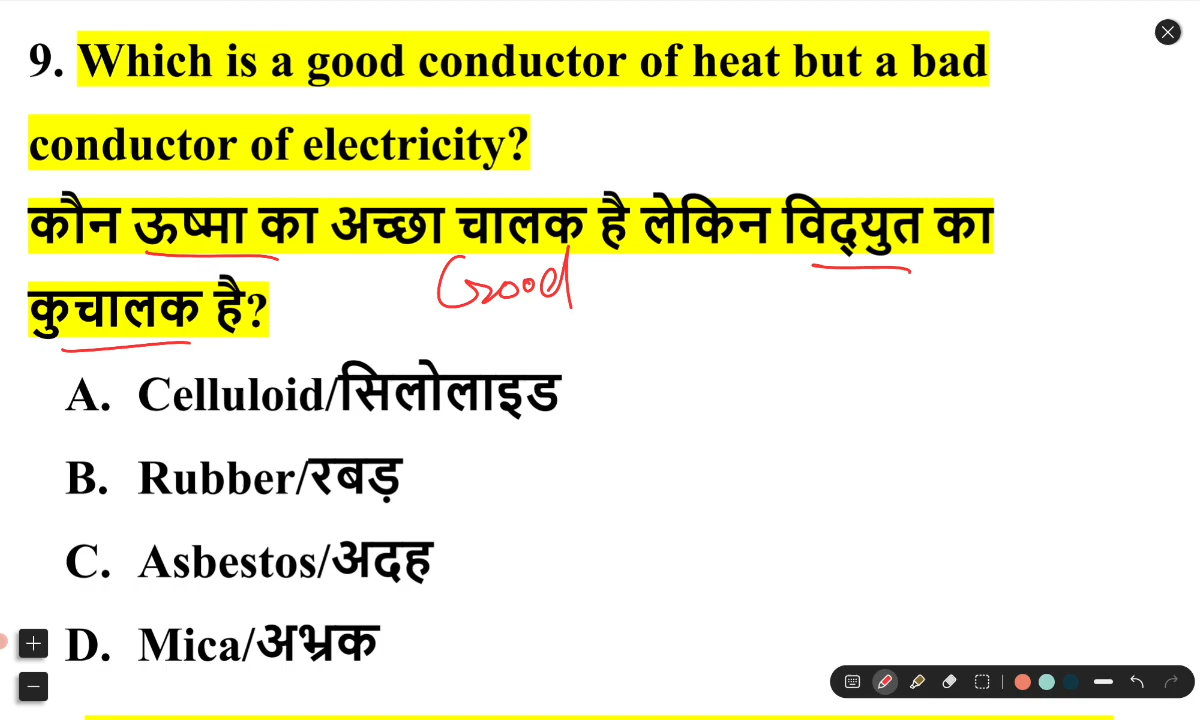 9. Which is a good conductor of heat but a bad
conductor of electricity?
कौन ऊष्मा का अच्छा चालक है लेकिन विद्युत का
Good
कुचालक है?
A. Celluloid/सिलोलाइड
B. Rubber/रबड़
C. Asbestos/अदह
D. Mica/अभ्रक